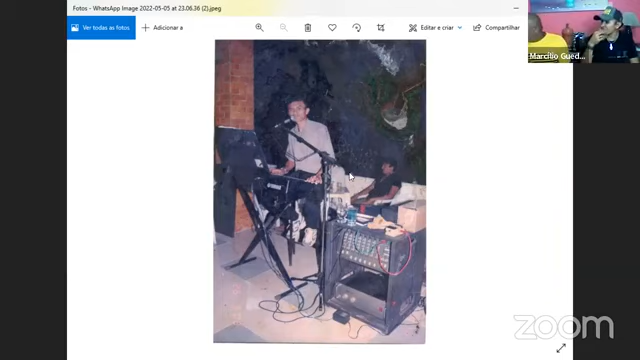 Fotos - WhatsApp Image 2022-05-05 at 23.06.36 (2).jpeg
Ver todas as fotos
Adicionar a
Editar e criar
Compartilhar
Marcílio Gued...
zoom